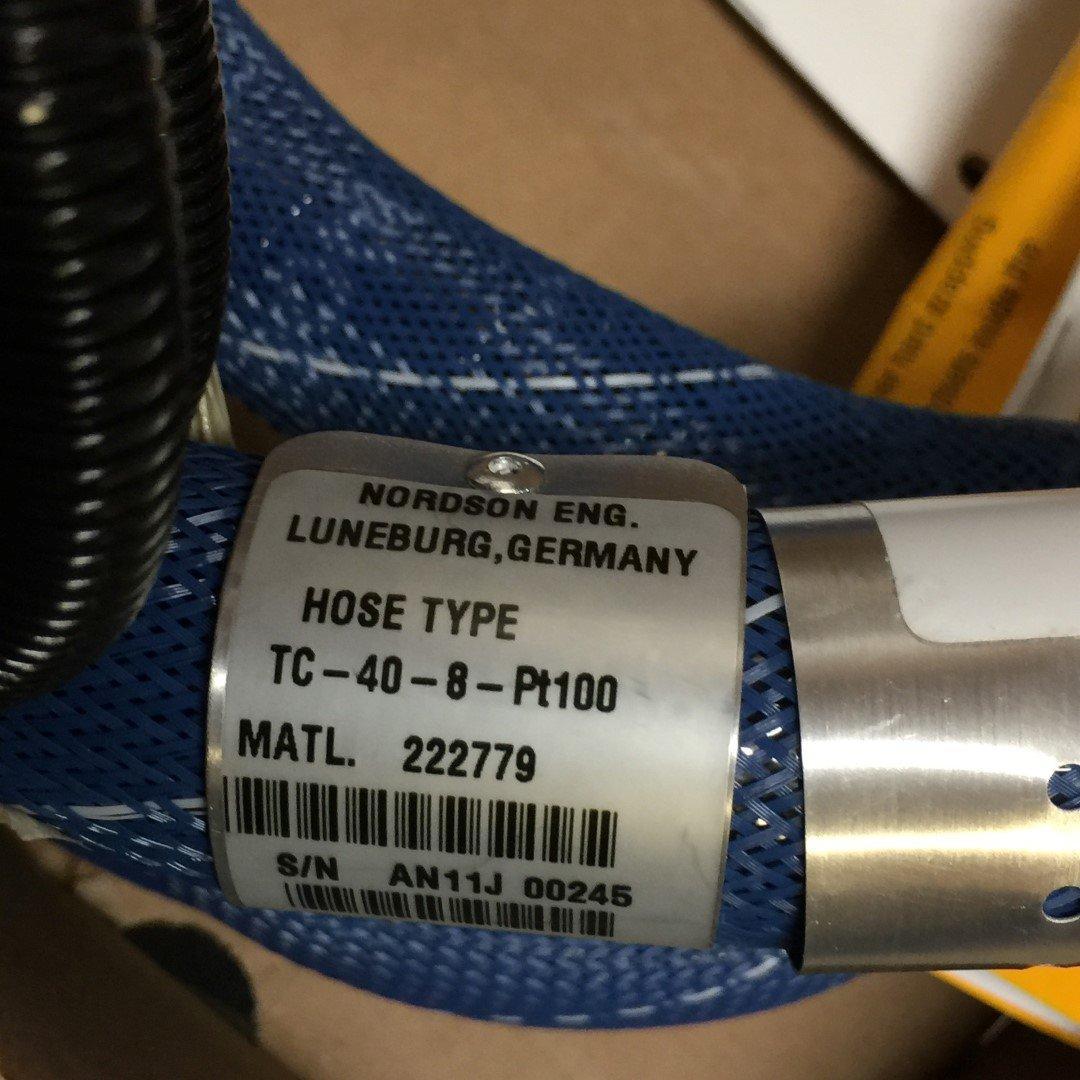 NORDSON ENG.
LUNEBURG,GERMANY
HOSE TYPE
TC-40-8-Pt100
MATL. 222779
S/N AN11J 00245